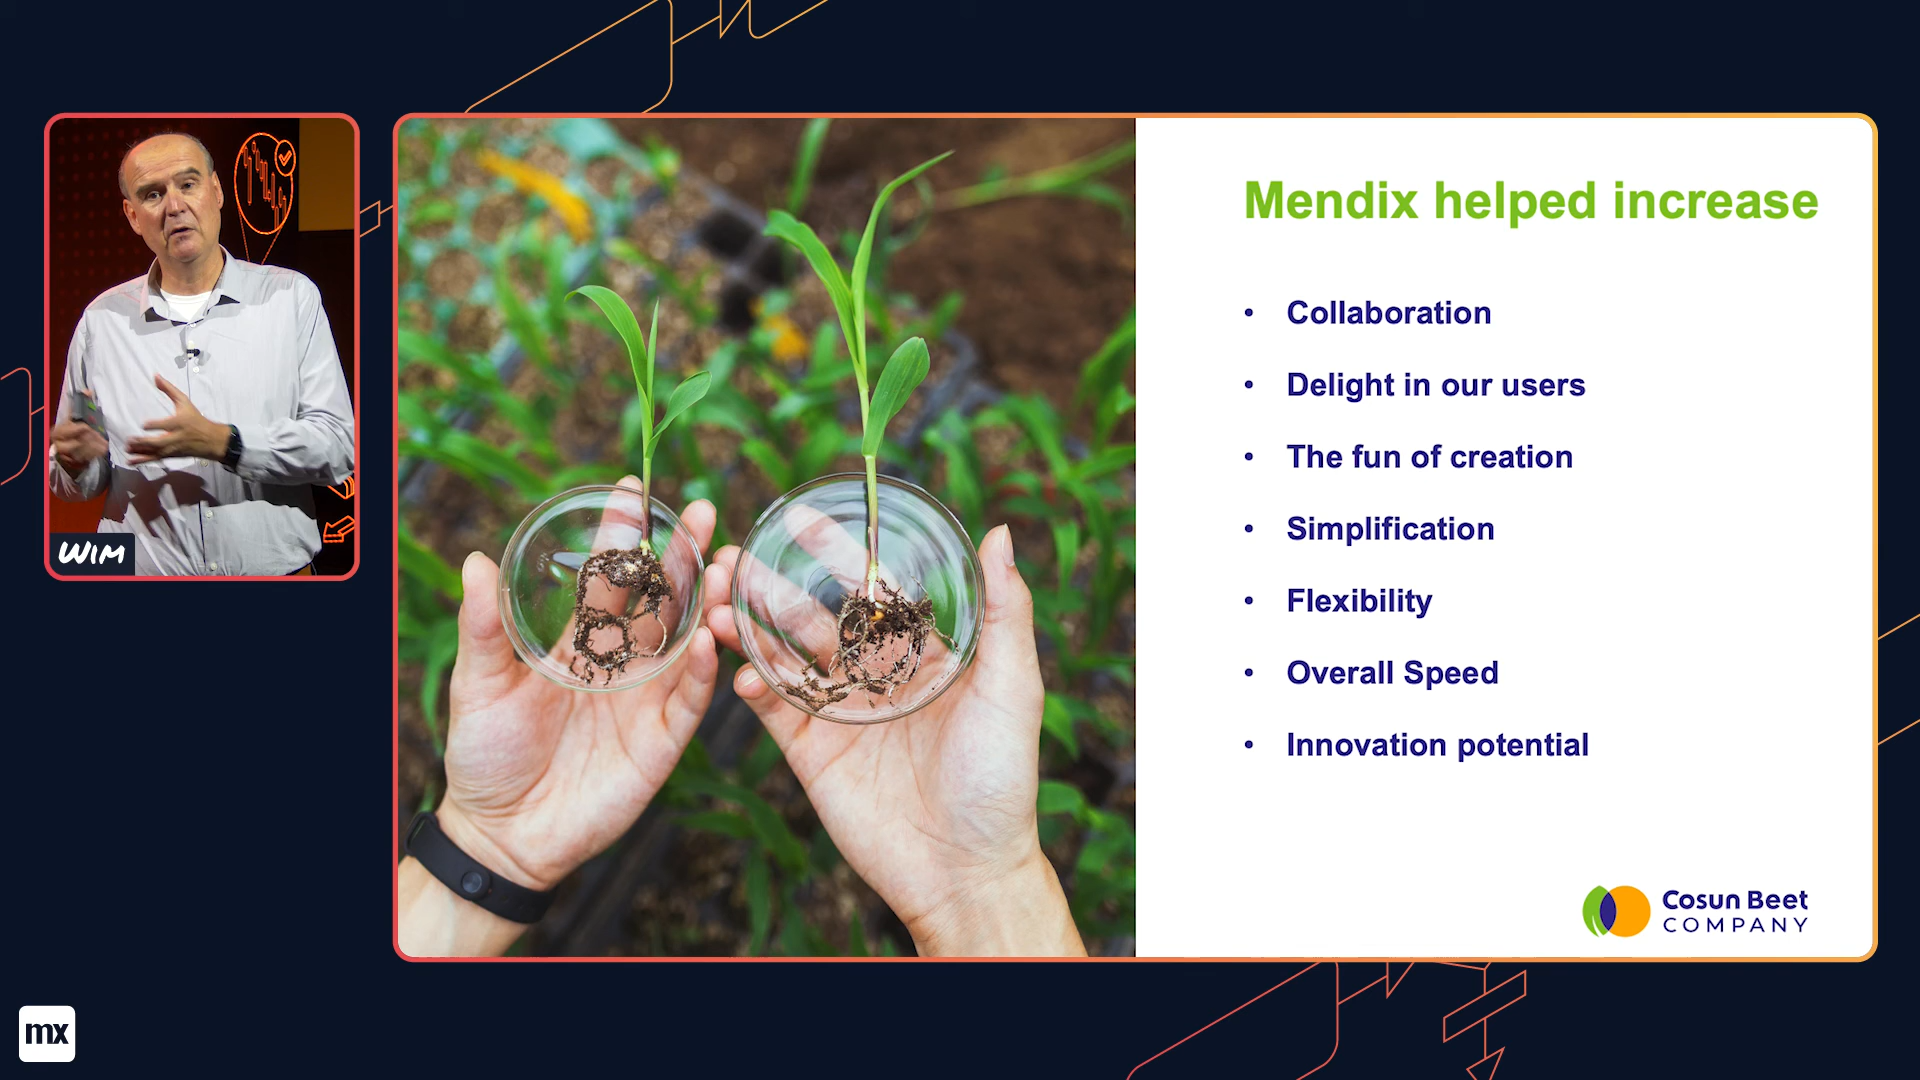 WIM
Mendix helped increase
• Collaboration
• Delight in our users
• The fun of creation
• Simplification
• Flexibility
• Overall Speed
• Innovation potential
Cosun Beet
COMPANY
mx